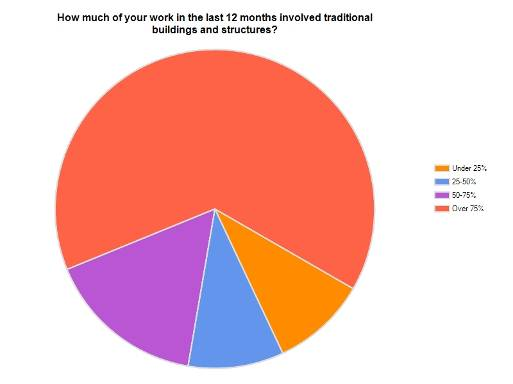 How much of your work in the last 12 months involved traditional
buildings and structures?
Under 25%
25-50%
50-75%
Over 75%